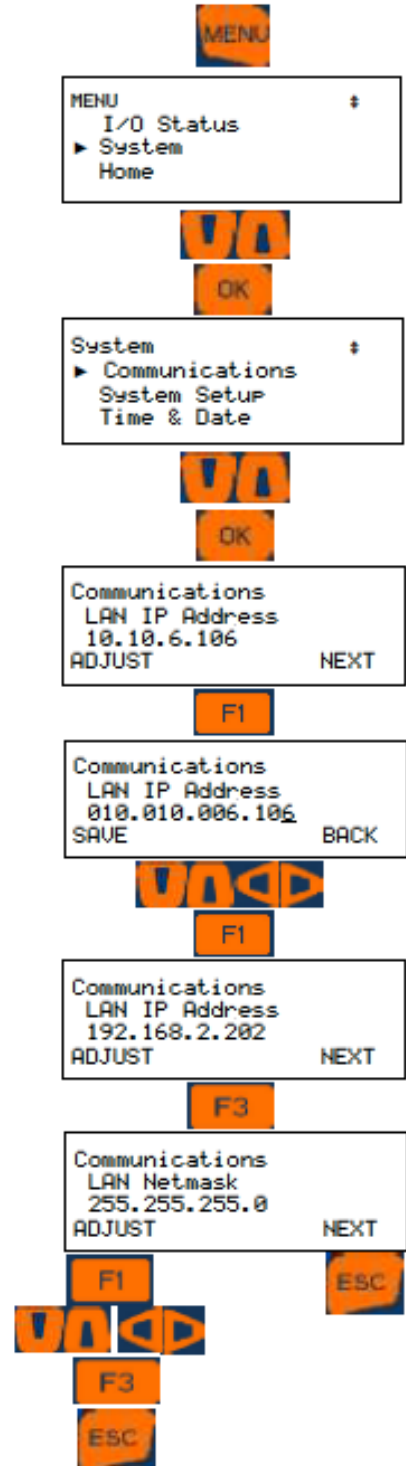 MENU
MENU
I/O Status
System
Home
OK
System
Communications
System Setup
Time & Date
OK
Communications
LAN IP Address
10.10.6.106
ADJUST NEXT
F1
Communications
LAN IP Address
010.010.006.106
SAVE BACK
F1
Communications
LAN IP Address
192.168.2.202
ADJUST NEXT
F3
Communications
LAN Netmask
255.255.255.0
ADJUST NEXT
F1 ESC
F3
ESC